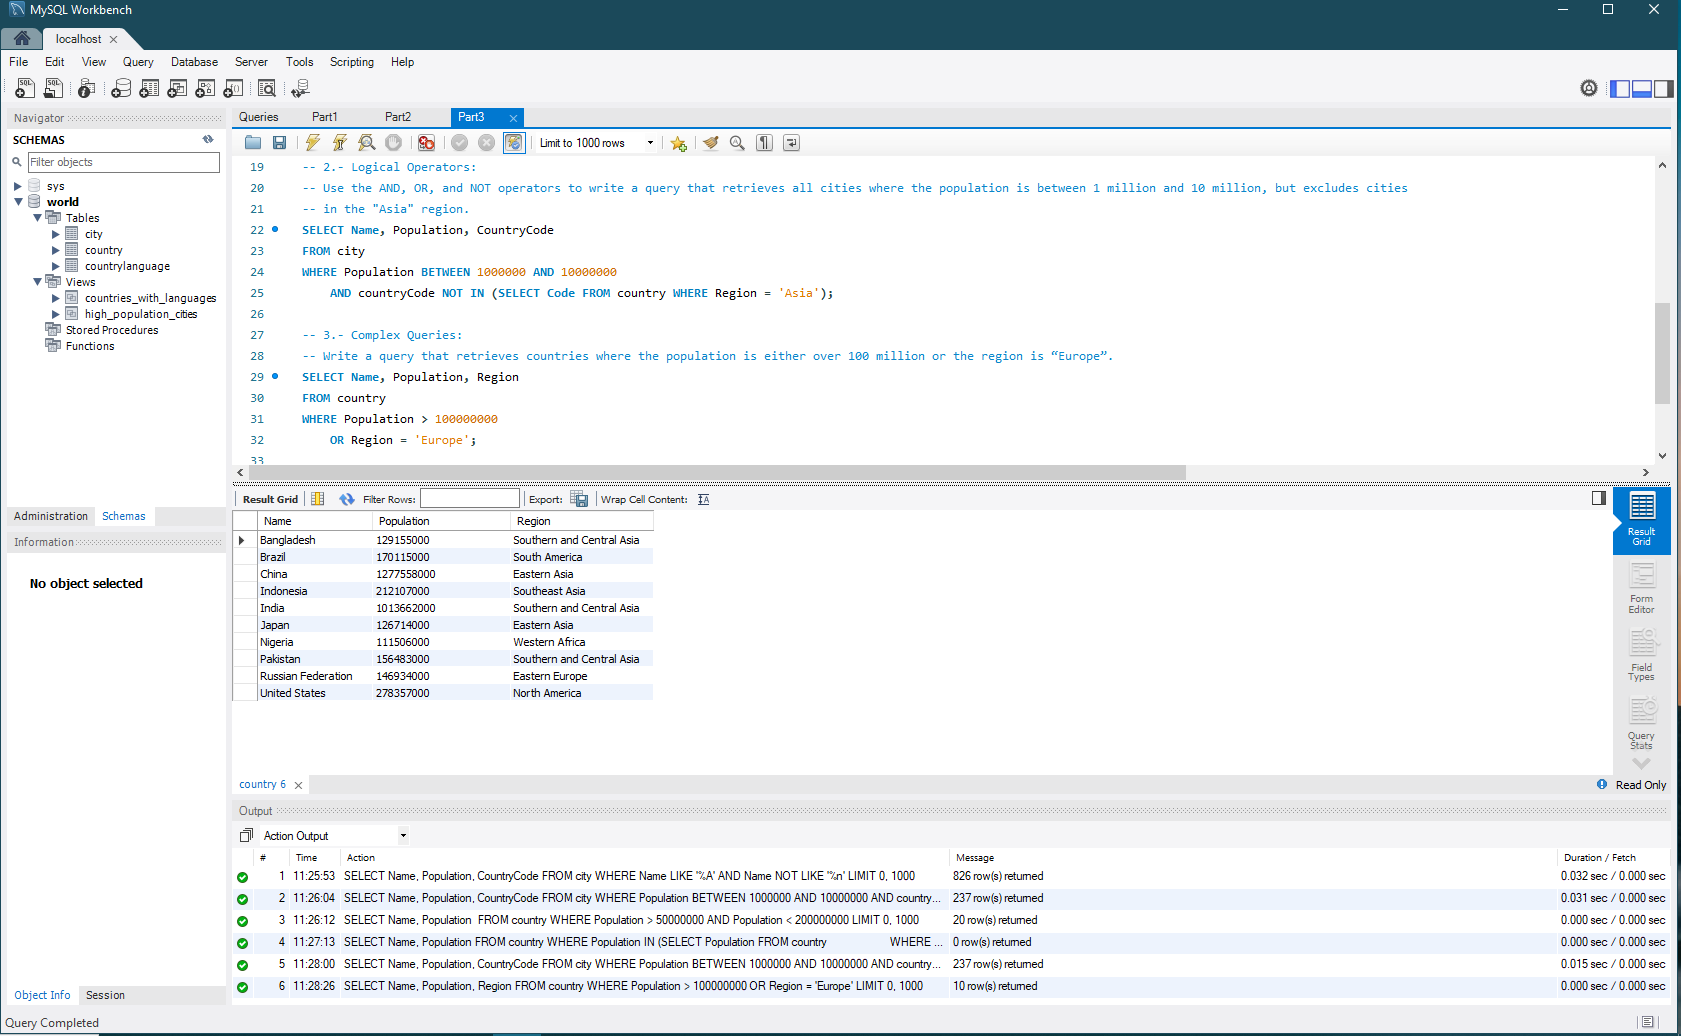 MySQL Workbench
localhost
File Edit View Query Database Server Tools Scripting Help
Navigator
SCHEMAS
Filter objects
sys
world
Tables
city
country
countrylanguage
Views
countries_with_languages
high_population_cities
Stored Procedures
Functions
Administration Schemas
Information
No object selected
Object Info Session
Queries Part1 Part2 Part3
Limit to 1000 rows
19 -- 2.- Logical Operators:
20 -- Use the AND, OR, and NOT operators to write a query that retrieves all cities where the population is between 1 million and 10 million, but excludes cities
21 -- in the "Asia" region.
22 SELECT Name, Population, CountryCode
23 FROM city
24 WHERE Population BETWEEN 1000000 AND 10000000
25 AND countryCode NOT IN (SELECT Code FROM country WHERE Region = 'Asia');
26
27 -- 3.- Complex Queries:
28 -- Write a query that retrieves countries where the population is either over 100 million or the region is “Europe”.
29 SELECT Name, Population, Region
30 FROM country
31 WHERE Population > 100000000
32 OR Region = 'Europe';
33
Result Grid Filter Rows: Export: Wrap Cell Content:
Name Population Region
Bangladesh 129155000 Southern and Central Asia
Brazil 170115000 South America
China 1277558000 Eastern Asia
Indonesia 212107000 Southeast Asia
India 1013662000 Southern and Central Asia
Japan 126714000 Eastern Asia
Nigeria 111506000 Western Africa
Pakistan 156483000 Southern and Central Asia
Russian Federation 146934000 Eastern Europe
United States 278357000 North America
Result
Grid
Form
Editor
Field
Types
Query
Stats
country 6
Read Only
Output
Action Output
# Time Action Message Duration / Fetch
1 11:25:53 SELECT Name, Population, CountryCode FROM city WHERE Name LIKE '%A' AND Name NOT LIKE '%n' LIMIT 0, 1000 826 row(s) returned 0.032 sec / 0.000 sec
2 11:26:04 SELECT Name, Population, CountryCode FROM city WHERE Population BETWEEN 1000000 AND 10000000 AND country... 237 row(s) returned 0.031 sec / 0.000 sec
3 11:26:12 SELECT Name, Population FROM country WHERE Population > 50000000 AND Population < 200000000 LIMIT 0, 1000 20 row(s) returned 0.000 sec / 0.000 sec
4 11:27:13 SELECT Name, Population FROM country WHERE Population IN (SELECT Population FROM country WHERE ... 0 row(s) returned 0.000 sec / 0.000 sec
5 11:28:00 SELECT Name, Population, CountryCode FROM city WHERE Population BETWEEN 1000000 AND 10000000 AND country... 237 row(s) returned 0.015 sec / 0.000 sec
6 11:28:26 SELECT Name, Population, Region FROM country WHERE Population > 100000000 OR Region = 'Europe' LIMIT 0, 1000 10 row(s) returned 0.000 sec / 0.000 sec
Query Completed